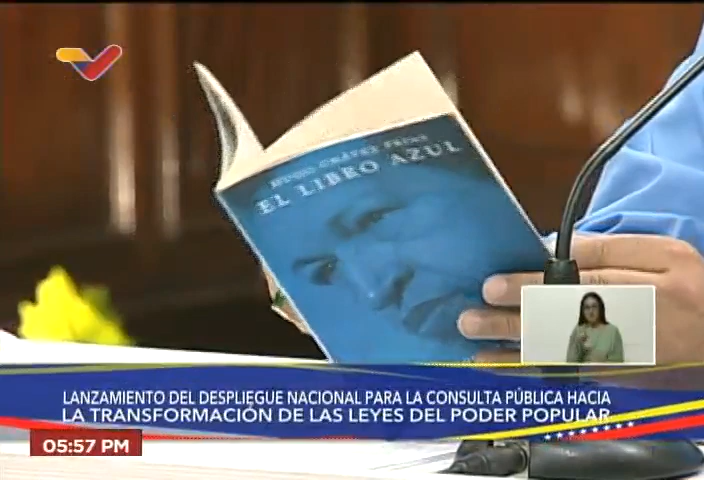 HUGO CHÁVEZ FRÍAS
EL LIBRO AZUL
LANZAMIENTO DEL DESPLIEGUE NACIONAL PARA LA CONSULTA PÚBLICA HACIA
LA TRANSFORMACIÓN DE LAS LEYES DEL PODER POPULAR
05:57 PM